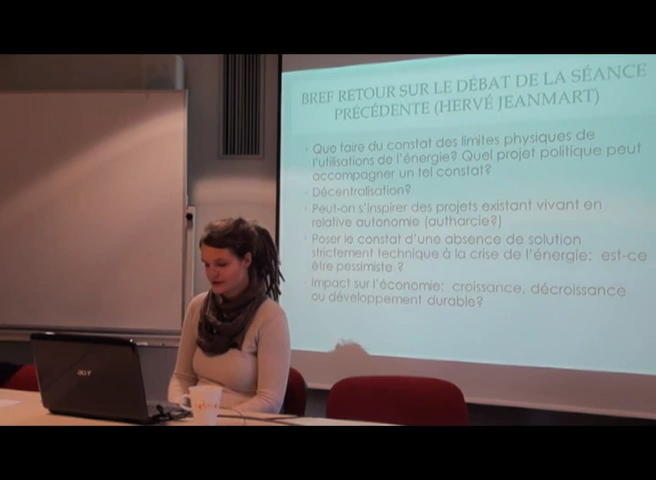 BREF RETOUR SUR LE DÉBAT DE LA SÉANCE
PRÉCÉDENTE (HERVÉ JEANMART)
• Que faire du constat des limites physiques de
l'utilisations de l'énergie? Quel projet politique peut
accompagner un tel constat?
• Décentralisation?
• Peut-on s'inspirer des projets existant vivant en
relative autonomie (autharcie?)
• Poser le constat d'une absence de solution
strictement technique à la crise de l'énergie: est-ce
être pessimiste ?
• Impact sur l'économie: croissance, décroissance
ou développement durable?
acer